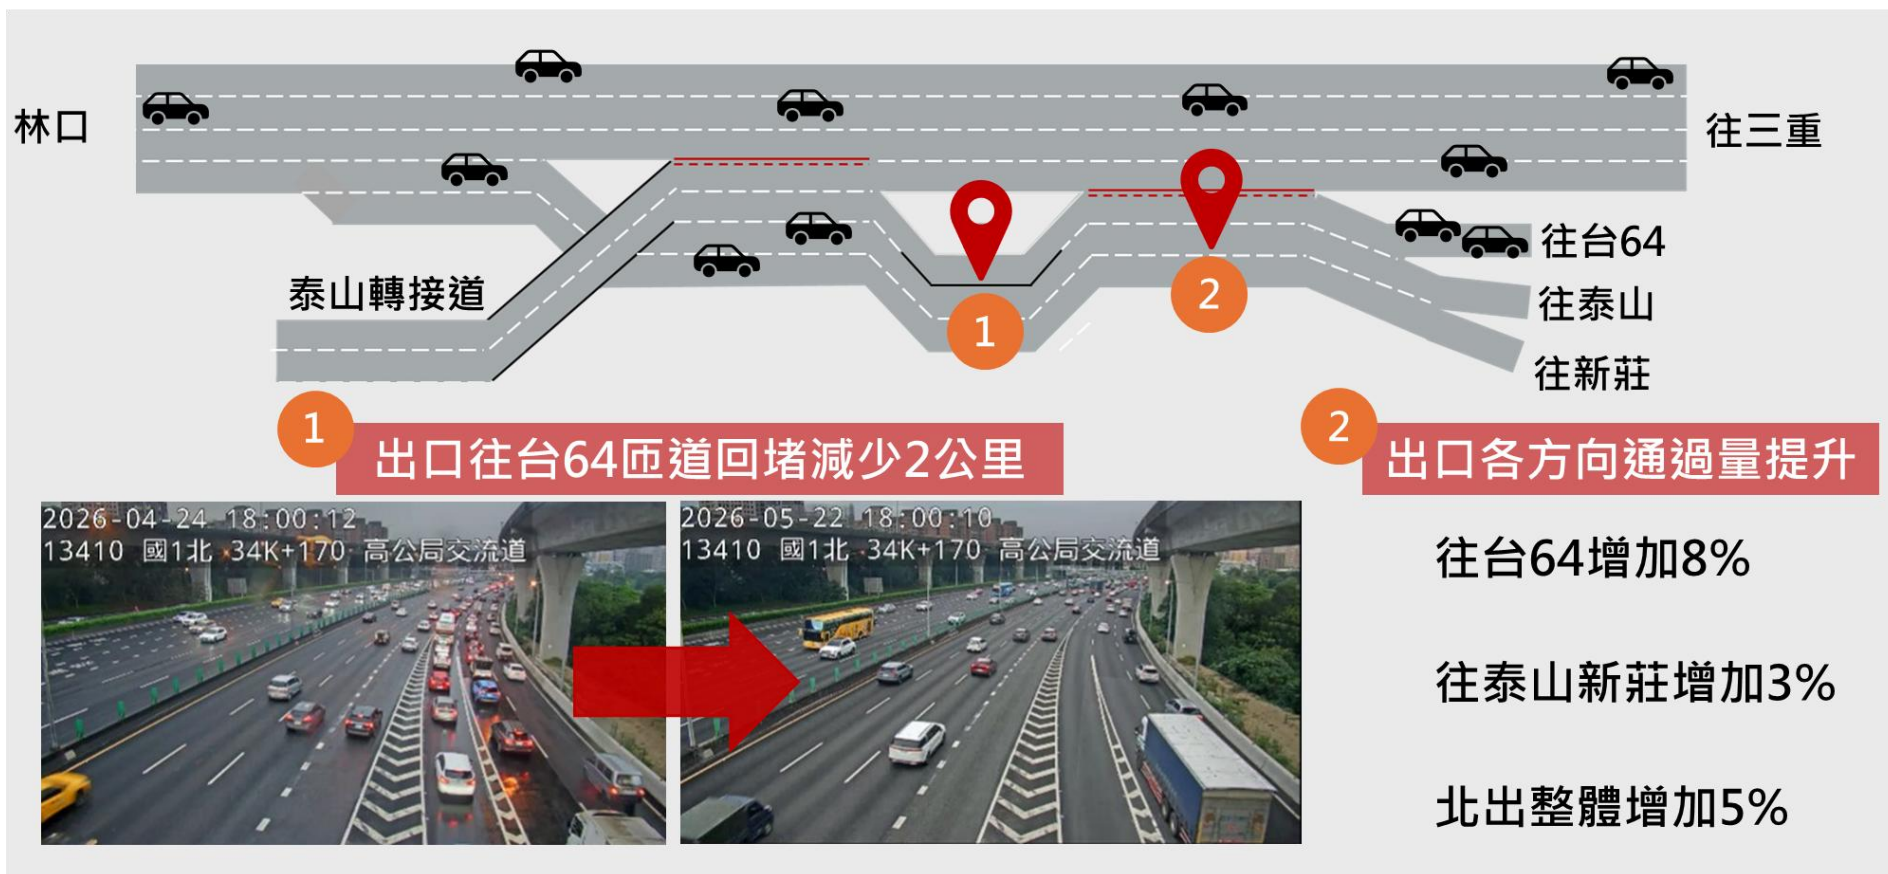 林口
往三重
往台64
泰山轉接道
往泰山
往新莊
1
2
1
出口往台64匝道回堵減少2公里
2
出口各方向通過量提升
2026-04-24 18:00:12
13410 國1北 34K+170 高公局交流道
2026-05-22 18:00:10
13410 國1北 34K+170 高公局交流道
往台64增加8%
往泰山新莊增加3%
北出整體增加5%